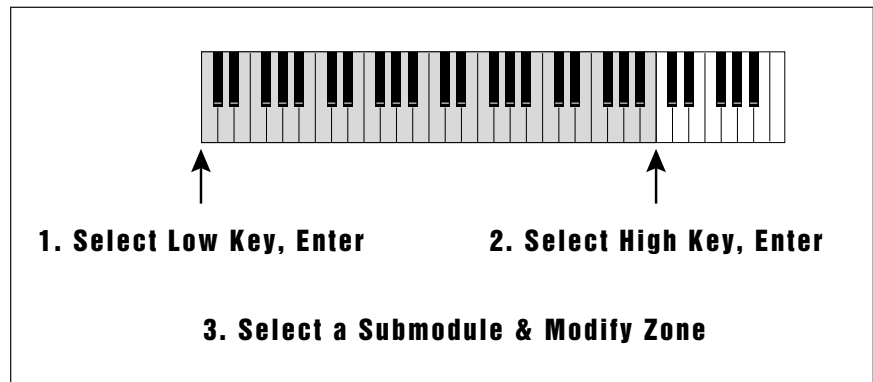 1. Select Low Key, Enter
2. Select High Key, Enter
3. Select a Submodule & Modify Zone